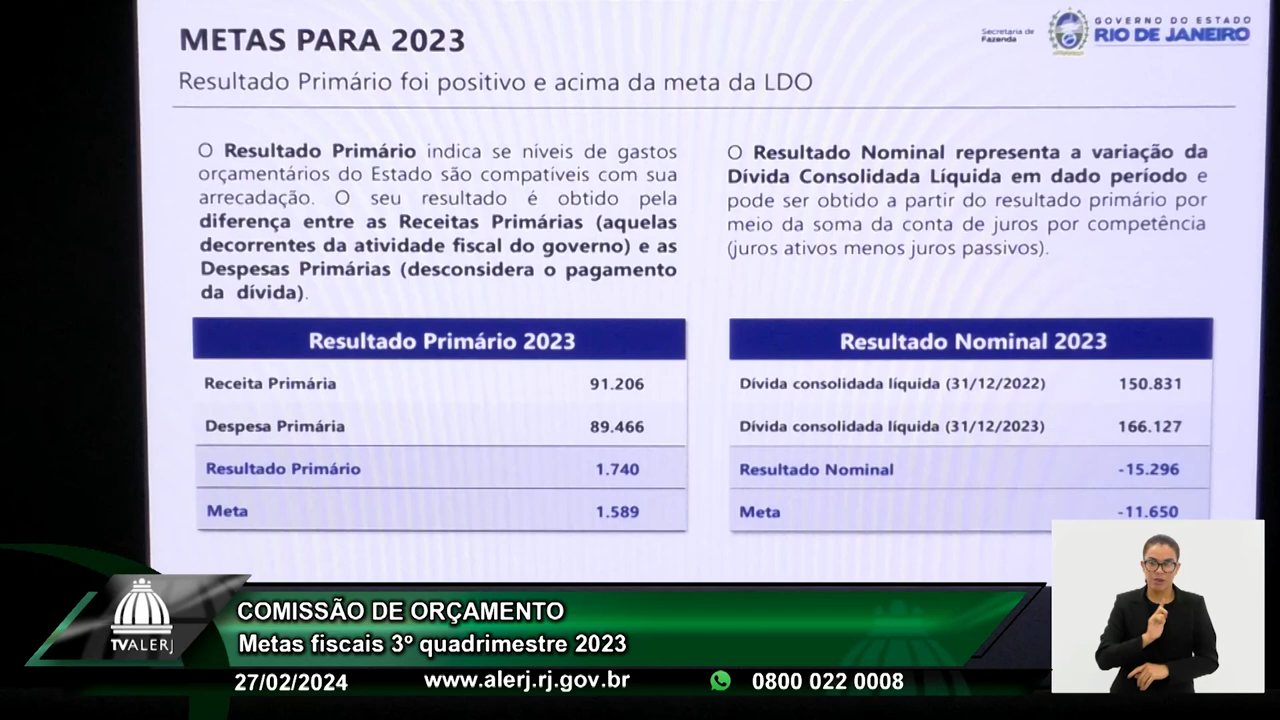 METAS PARA 2023
Resultado Primário foi positivo e acima da meta da LDO
Secretaria de
Fazenda
GOVERNO DO ESTADO
RIO DE JANEIRO
O Resultado Primário indica se níveis de gastos
orçamentários do Estado são compatíveis com sua
arrecadação. O seu resultado é obtido pela
diferença entre as Receitas Primárias (aquelas
decorrentes da atividade fiscal do governo) e as
Despesas Primárias (desconsidera o pagamento
da dívida).
O Resultado Nominal representa a variação da
Dívida Consolidada Líquida em dado período e
pode ser obtido a partir do resultado primário por
meio da soma da conta de juros por competência
(juros ativos menos juros passivos).
Resultado Primário 2023
Receita Primária 91.206
Despesa Primária 89.466
Resultado Primário 1.740
Meta 1.589
Resultado Nominal 2023
Dívida consolidada líquida (31/12/2022) 150.831
Dívida consolidada líquida (31/12/2023) 166.127
Resultado Nominal -15.296
Meta -11.650
TVALERJ
COMISSÃO DE ORÇAMENTO
Metas fiscais 3º quadrimestre 2023
27/02/2024 www.alerj.rj.gov.br 0800 022 0008